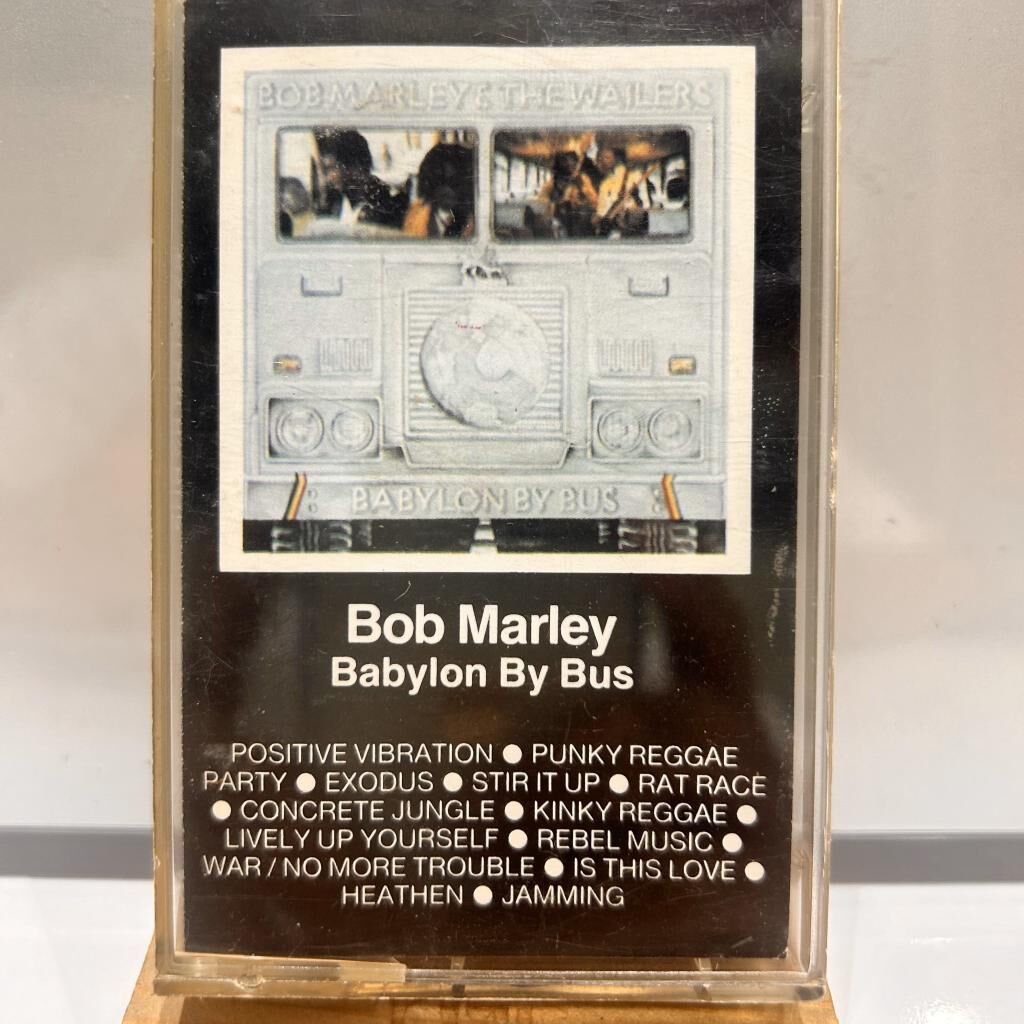 BOB MARLEY & THE WAILERS
BABYLON BY BUS
Bob Marley
Babylon By Bus
POSITIVE VIBRATION ● PUNKY REGGAE
PARTY ● EXODUS ● STIR IT UP ● RAT RACE
● CONCRETE JUNGLE ● KINKY REGGAE ●
LIVELY UP YOURSELF ● REBEL MUSIC ●
WAR / NO MORE TROUBLE ● IS THIS LOVE ●
HEATHEN ● JAMMING